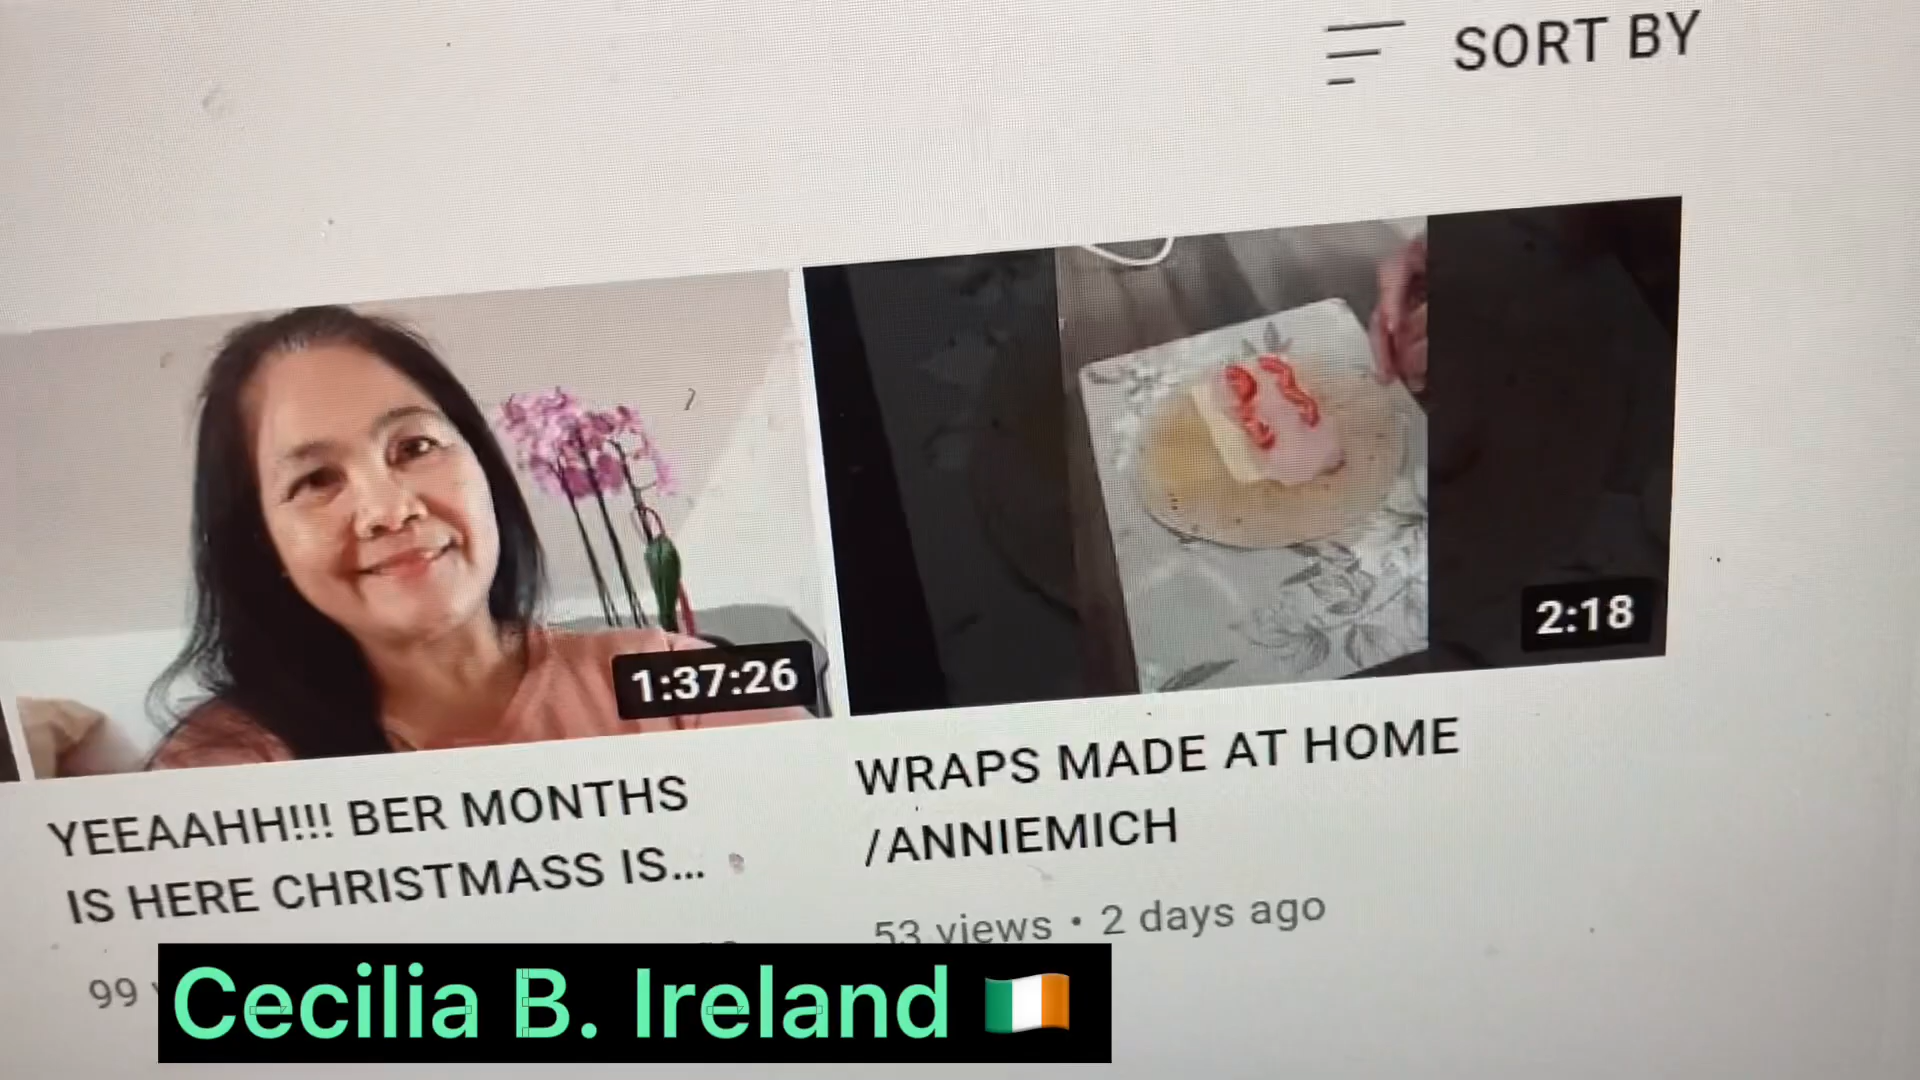 SORT BY
1:37:26
2:18
YEEAAHH!!! BER MONTHS
IS HERE CHRISTMASS IS...
99
WRAPS MADE AT HOME
/ANNIEMICH
53 views • 2 days ago
Cecilia B. Ireland 🇮🇪